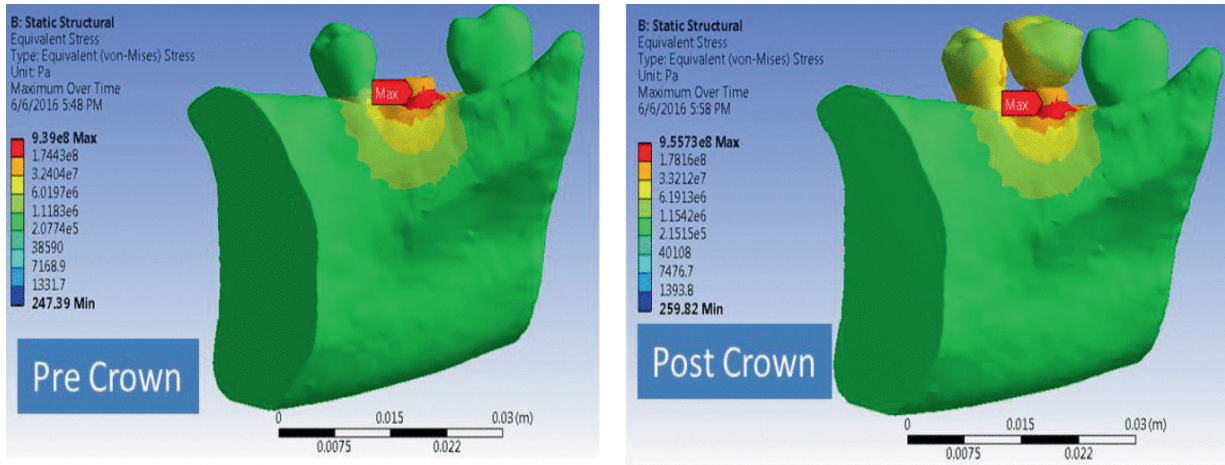 B: Static Structural
Equivalent Stress
Type: Equivalent (von-Mises) Stress
Unit: Pa
Maximum Over Time
6/6/2016 5:48 PM
9.39e8 Max
1.7443e8
3.2404e7
6.0197e6
1.1183e6
2.0774e5
38590
7168.9
1331.7
247.39 Min
Max
Pre Crown
0 0.015 0.03 (m)
0.0075 0.022
B: Static Structural
Equivalent Stress
Type: Equivalent (von-Mises) Stress
Unit: Pa
Maximum Over Time
6/6/2016 5:58 PM
9.5573e8 Max
1.7816e8
3.3212e7
6.1913e6
1.1542e6
2.1515e5
40108
7476.7
1393.8
259.82 Min
Max
Post Crown
0 0.015 0.03 (m)
0.0075 0.022